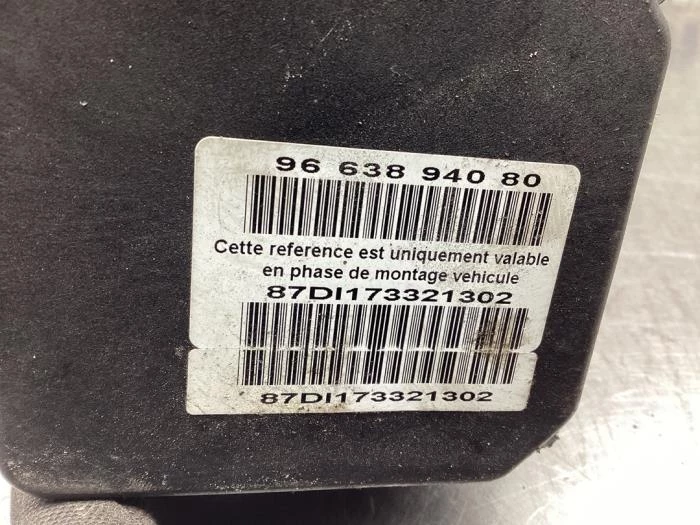 96 638 940 80
Cette reference est uniquement valable
en phase de montage vehicule
87DI173321302
87DI173321302